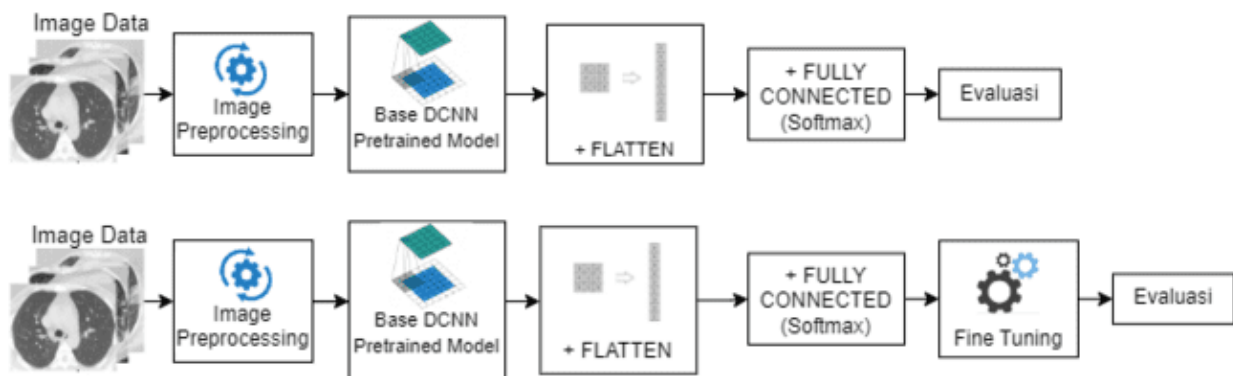 Image Data
Image
Preprocessing
Base DCNN
Pretrained Model
+ FLATTEN
+ FULLY
CONNECTED
(Softmax)
Evaluasi
Image Data
Image
Preprocessing
Base DCNN
Pretrained Model
+ FLATTEN
+ FULLY
CONNECTED
(Softmax)
Fine Tuning
Evaluasi